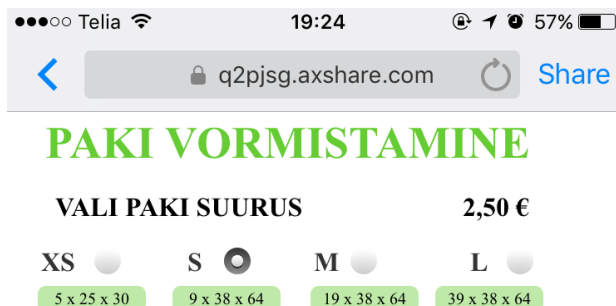 Telia 19:24 57%
q2pjsg.axshare.com Share
PAKI VORMISTAMINE
VALI PAKI SUURUS 2,50 €
XS S M L
5 x 25 x 30 9 x 38 x 64 19 x 38 x 64 39 x 38 x 64